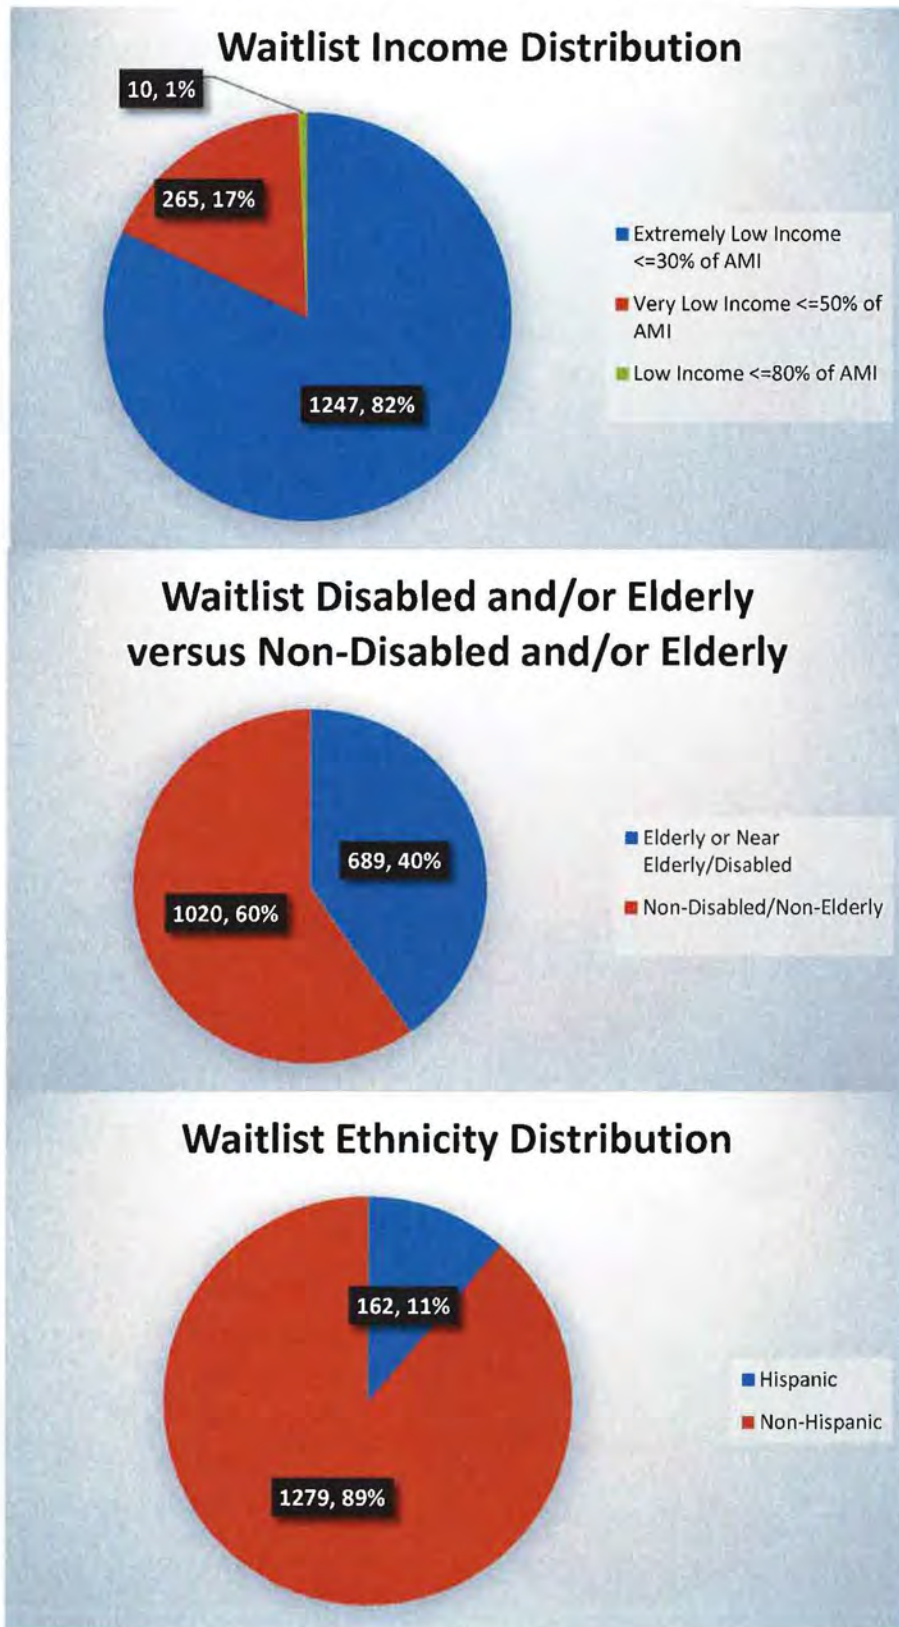 Waitlist Income Distribution
10, 1%
265, 17%
1247, 82%
Extremely Low Income
<=30% of AMI
Very Low Income <=50% of
AMI
Low Income <=80% of AMI
Waitlist Disabled and/or Elderly
versus Non-Disabled and/or Elderly
689, 40%
1020, 60%
Elderly or Near
Elderly/Disabled
Non-Disabled/Non-Elderly
Waitlist Ethnicity Distribution
162, 11%
1279, 89%
Hispanic
Non-Hispanic